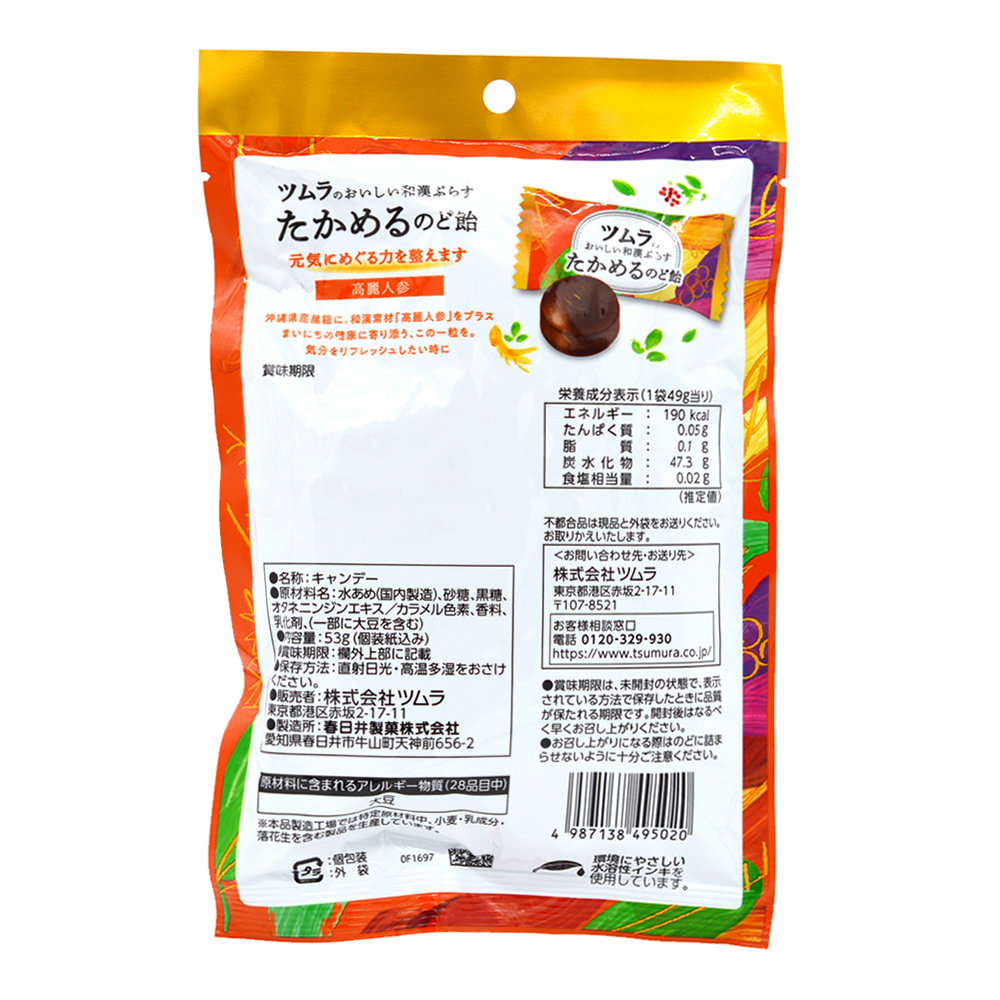 ツムラのおいしい和漢ぷらす
たかめるのど飴
元気にめぐる力を整えます
高麗人参
沖縄県産黒糖に、和漢素材「高麗人参」をプラス
まいにちの健康に寄り添う、この一粒を。
気分をリフレッシュしたい時に
賞味期限
ツムラの
おいしい和漢ぷらす
たかめるのど飴
栄養成分表示(1袋49g当り)
エネルギー : 190 kcal
たんぱく質 : 0.05g
脂質 : 0.1 g
炭水化物 : 47.3 g
食塩相当量 : 0.02g
(推定値)
不都合品は現品と外袋をお送りください。
お取りかえいたします。
<お問い合わせ先・お送り先>
株式会社ツムラ
東京都港区赤坂2-17-11
〒107-8521
お客様相談窓口
電話 0120-329-930
https://www.tsumura.co.jp/
●賞味期限は、未開封の状態で、表示
されている方法で保存したときに品質
が保たれる期限です。開封後はなるべ
く早くお召し上がりください。
●お召し上がりになる際はのどに詰ま
らせないように十分ご注意ください。
●名称:キャンデー
●原材料名:水あめ(国内製造)、砂糖、黒糖、
オタネニンジンエキス/カラメル色素、香料、
乳化剤、(一部に大豆を含む)
●内容量:53g(個装紙込み)
●賞味期限:欄外上部に記載
●保存方法:直射日光・高温多湿をおさけ
ください。
●販売者:株式会社ツムラ
東京都港区赤坂2-17-11
●製造所:春日井製菓株式会社
愛知県春日井市牛山町天神前656-2
原材料に含まれるアレルギー物質(28品目中)
大豆
※本品製造工場では特定原材料中、小麦・乳成分・
落花生を含む製品を生産しています。
プラ
:個包装
:外袋
0F1697
4 987138 495020
環境にやさしい
水溶性インキを
使用しています。